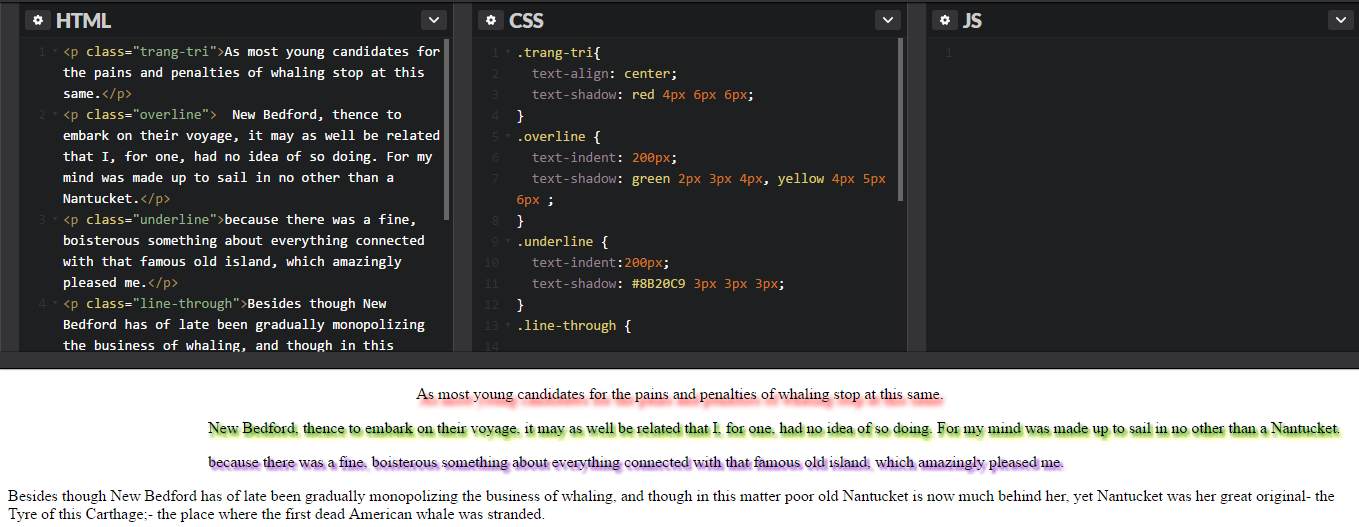 HTML
1 <p class="trang-tri">As most young candidates for
the pains and penalties of whaling stop at this
same.</p>
2 <p class="overline">  New Bedford, thence to
embark on their voyage, it may as well be related
that I, for one, had no idea of so doing. For my
mind was made up to sail in no other than a
Nantucket.</p>
3 <p class="underline">because there was a fine,
boisterous something about everything connected
with that famous old island, which amazingly
pleased me.</p>
4 <p class="line-through">Besides though New
Bedford has of late been gradually monopolizing
the business of whaling, and though in this
CSS
1 .trang-tri{
2 text-align: center;
3 text-shadow: red 4px 6px 6px;
4 }
5 .overline {
6 text-indent: 200px;
7 text-shadow: green 2px 3px 4px, yellow 4px 5px
6px ;
8 }
9 .underline {
10 text-indent:200px;
11 text-shadow: #8B20C9 3px 3px 3px;
12 }
13 .line-through {
14
JS
1
As most young candidates for the pains and penalties of whaling stop at this same.
New Bedford, thence to embark on their voyage, it may as well be related that I, for one, had no idea of so doing. For my mind was made up to sail in no other than a Nantucket.
because there was a fine, boisterous something about everything connected with that famous old island, which amazingly pleased me.
Besides though New Bedford has of late been gradually monopolizing the business of whaling, and though in this matter poor old Nantucket is now much behind her, yet Nantucket was her great original- the
Tyre of this Carthage;- the place where the first dead American whale was stranded.